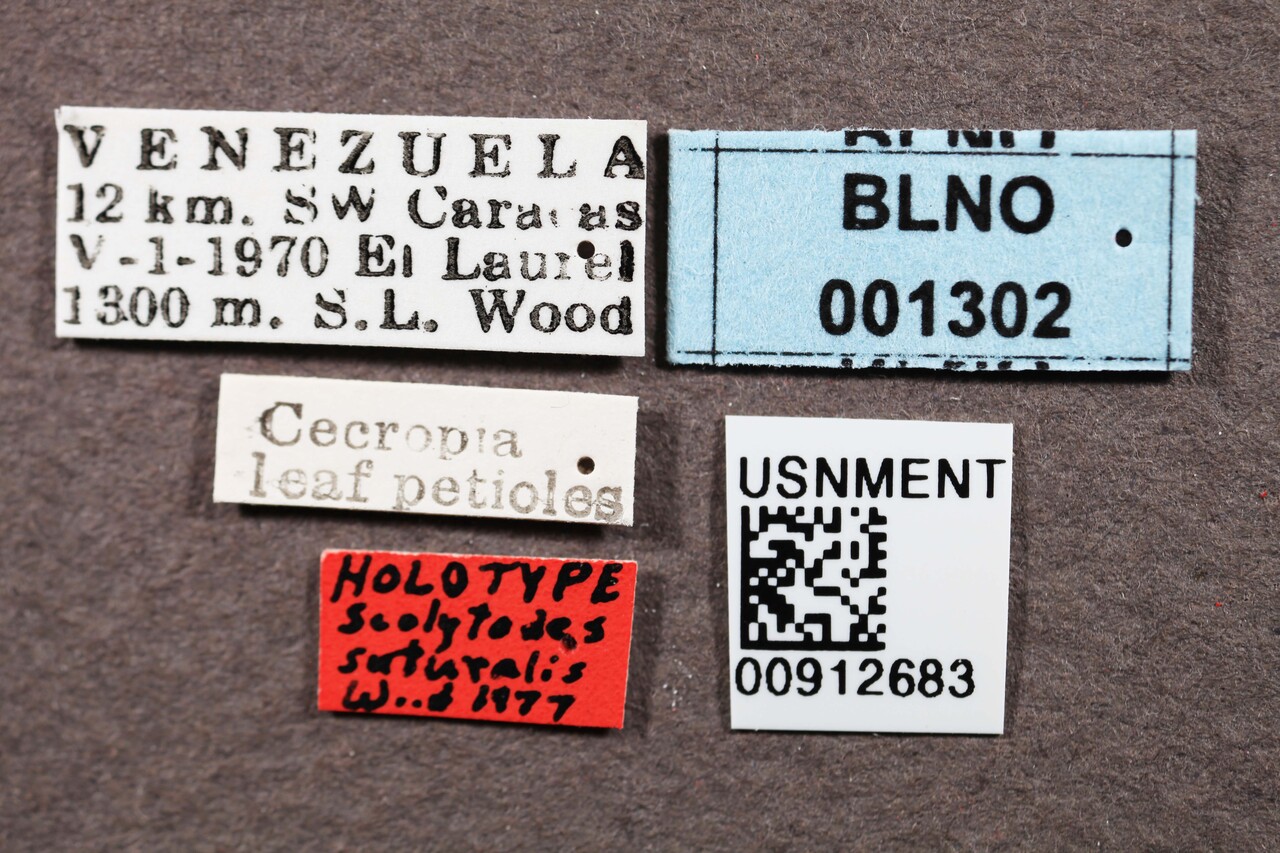 VENEZUELA
12 km. SW Caracas
V-1-1970 El Laurel
1300 m. S.L. Wood
BLNO
001302
Cecropia
leaf petioles
HOLOTYPE
Scolytodes
suturalis
Wood 1977
USNMENT
00912683